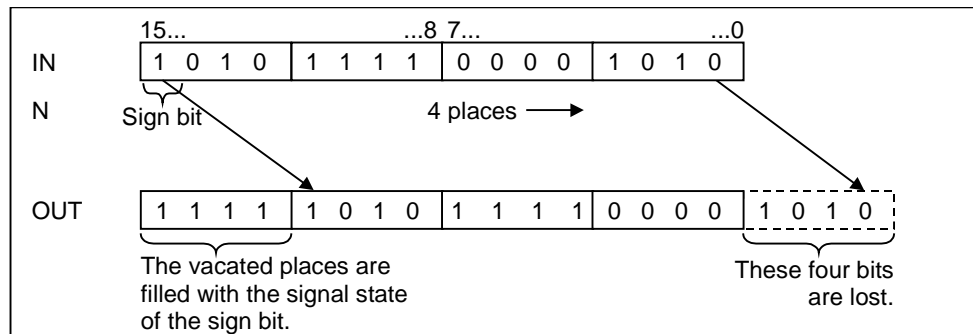 15... ...8 7... ...0
IN 1 0 1 0 1 1 1 1 0 0 0 0 1 0 1 0
Sign bit
N 4 places
OUT 1 1 1 1 1 0 1 0 1 1 1 1 0 0 0 0 1 0 1 0
The vacated places are
filled with the signal state
of the sign bit.
These four bits
are lost.